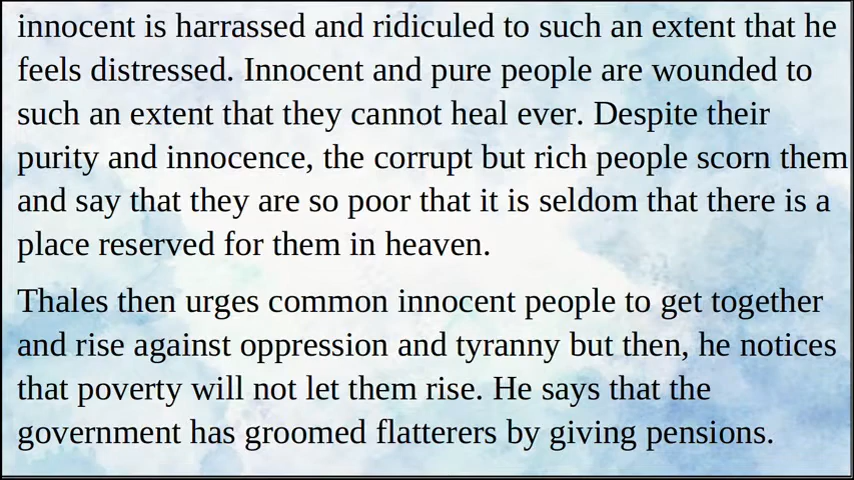 innocent is harrassed and ridiculed to such an extent that he
feels distressed. Innocent and pure people are wounded to
such an extent that they cannot heal ever. Despite their
purity and innocence, the corrupt but rich people scorn them
and say that they are so poor that it is seldom that there is a
place reserved for them in heaven.
Thales then urges common innocent people to get together
and rise against oppression and tyranny but then, he notices
that poverty will not let them rise. He says that the
government has groomed flatterers by giving pensions.